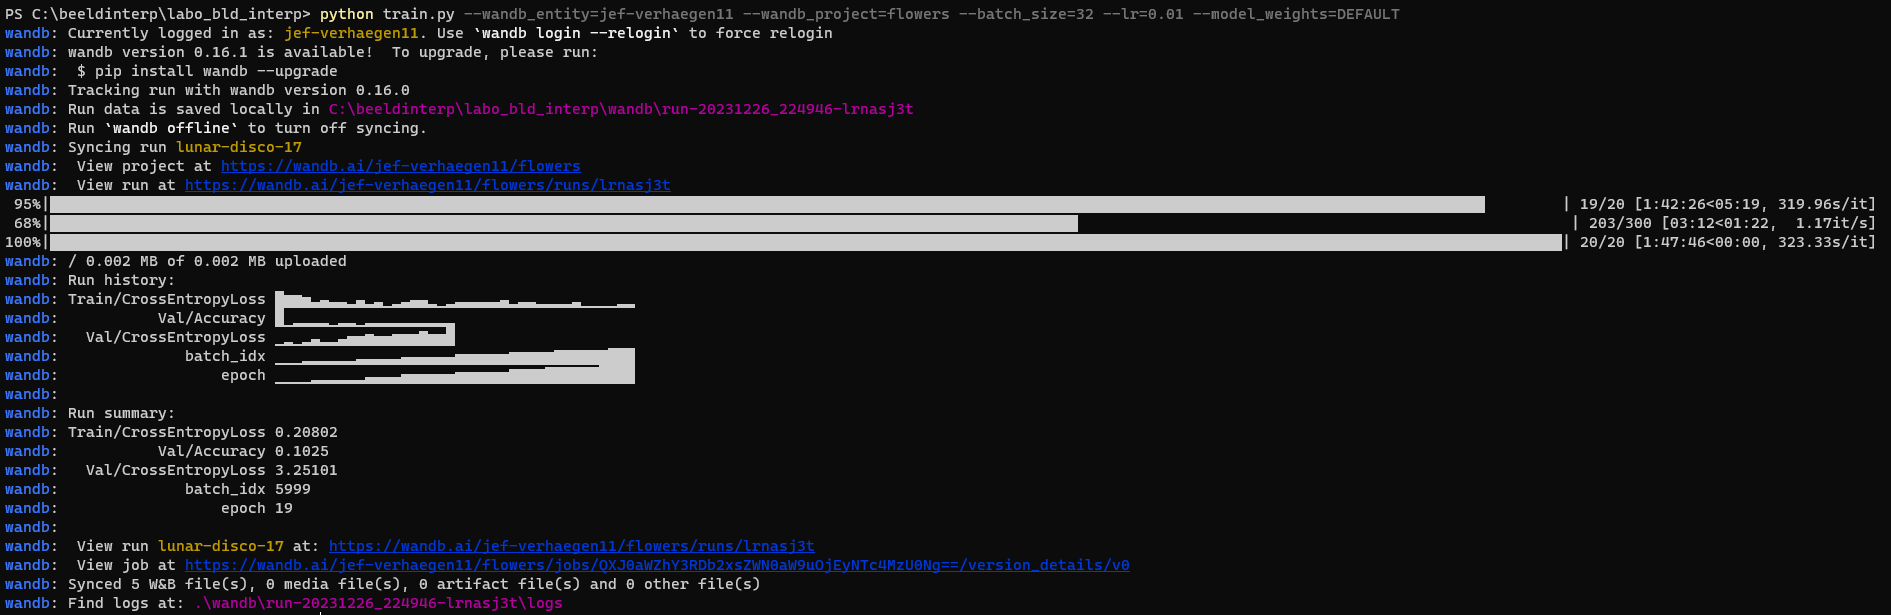 PS C:\beeldinterp\labo_bld_interp> python train.py --wandb_entity=jef-verhaegen11 --wandb_project=flowers --batch_size=32 --lr=0.01 --model_weights=DEFAULT
wandb: Currently logged in as: jef-verhaegen11. Use `wandb login --relogin` to force relogin
wandb: wandb version 0.16.1 is available!  To upgrade, please run:
wandb:  $ pip install wandb --upgrade
wandb: Tracking run with wandb version 0.16.0
wandb: Run data is saved locally in C:\beeldinterp\labo_bld_interp\wandb\run-20231226_224946-lrnasj3t
wandb: Run `wandb offline` to turn off syncing.
wandb: Syncing run lunar-disco-17
wandb:  View project at https://wandb.ai/jef-verhaegen11/flowers
wandb:  View run at https://wandb.ai/jef-verhaegen11/flowers/runs/lrnasj3t
95%| | 19/20 [1:42:26<05:19, 319.96s/it]
68%| | 203/300 [03:12<01:22,  1.17it/s]
100%| | 20/20 [1:47:46<00:00, 323.33s/it]
wandb: / 0.002 MB of 0.002 MB uploaded
wandb: Run history:
wandb: Train/CrossEntropyLoss
wandb: Val/Accuracy
wandb: Val/CrossEntropyLoss
wandb: batch_idx
wandb: epoch
wandb:
wandb: Run summary:
wandb: Train/CrossEntropyLoss 0.20802
wandb: Val/Accuracy 0.1025
wandb: Val/CrossEntropyLoss 3.25101
wandb: batch_idx 5999
wandb: epoch 19
wandb:
wandb:  View run lunar-disco-17 at: https://wandb.ai/jef-verhaegen11/flowers/runs/lrnasj3t
wandb:  View job at https://wandb.ai/jef-verhaegen11/flowers/jobs/QXJ0aWZhY3RDb2xsZWN0aW9uOjEyNTc4MzU0Ng==/version_details/v0
wandb: Synced 5 W&B file(s), 0 media file(s), 0 artifact file(s) and 0 other file(s)
wandb: Find logs at: .\wandb\run-20231226_224946-lrnasj3t\logs